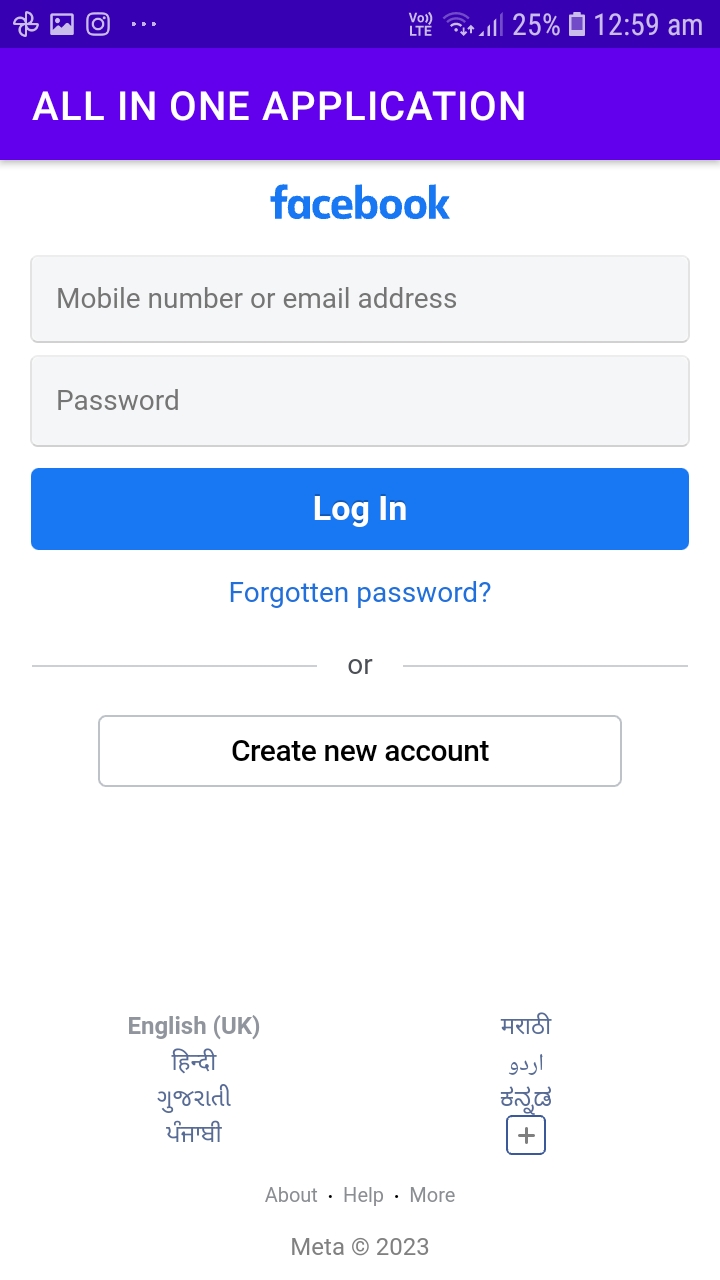 Vo)) LTE 25% 12:59 am
ALL IN ONE APPLICATION
facebook
Mobile number or email address
Password
Log In
Forgotten password?
or
Create new account
English (UK) मराठी
हिन्दी اردو
ગુજરાતી ಕನ್ನಡ
ਪੰਜਾਬੀ +
About · Help · More
Meta © 2023